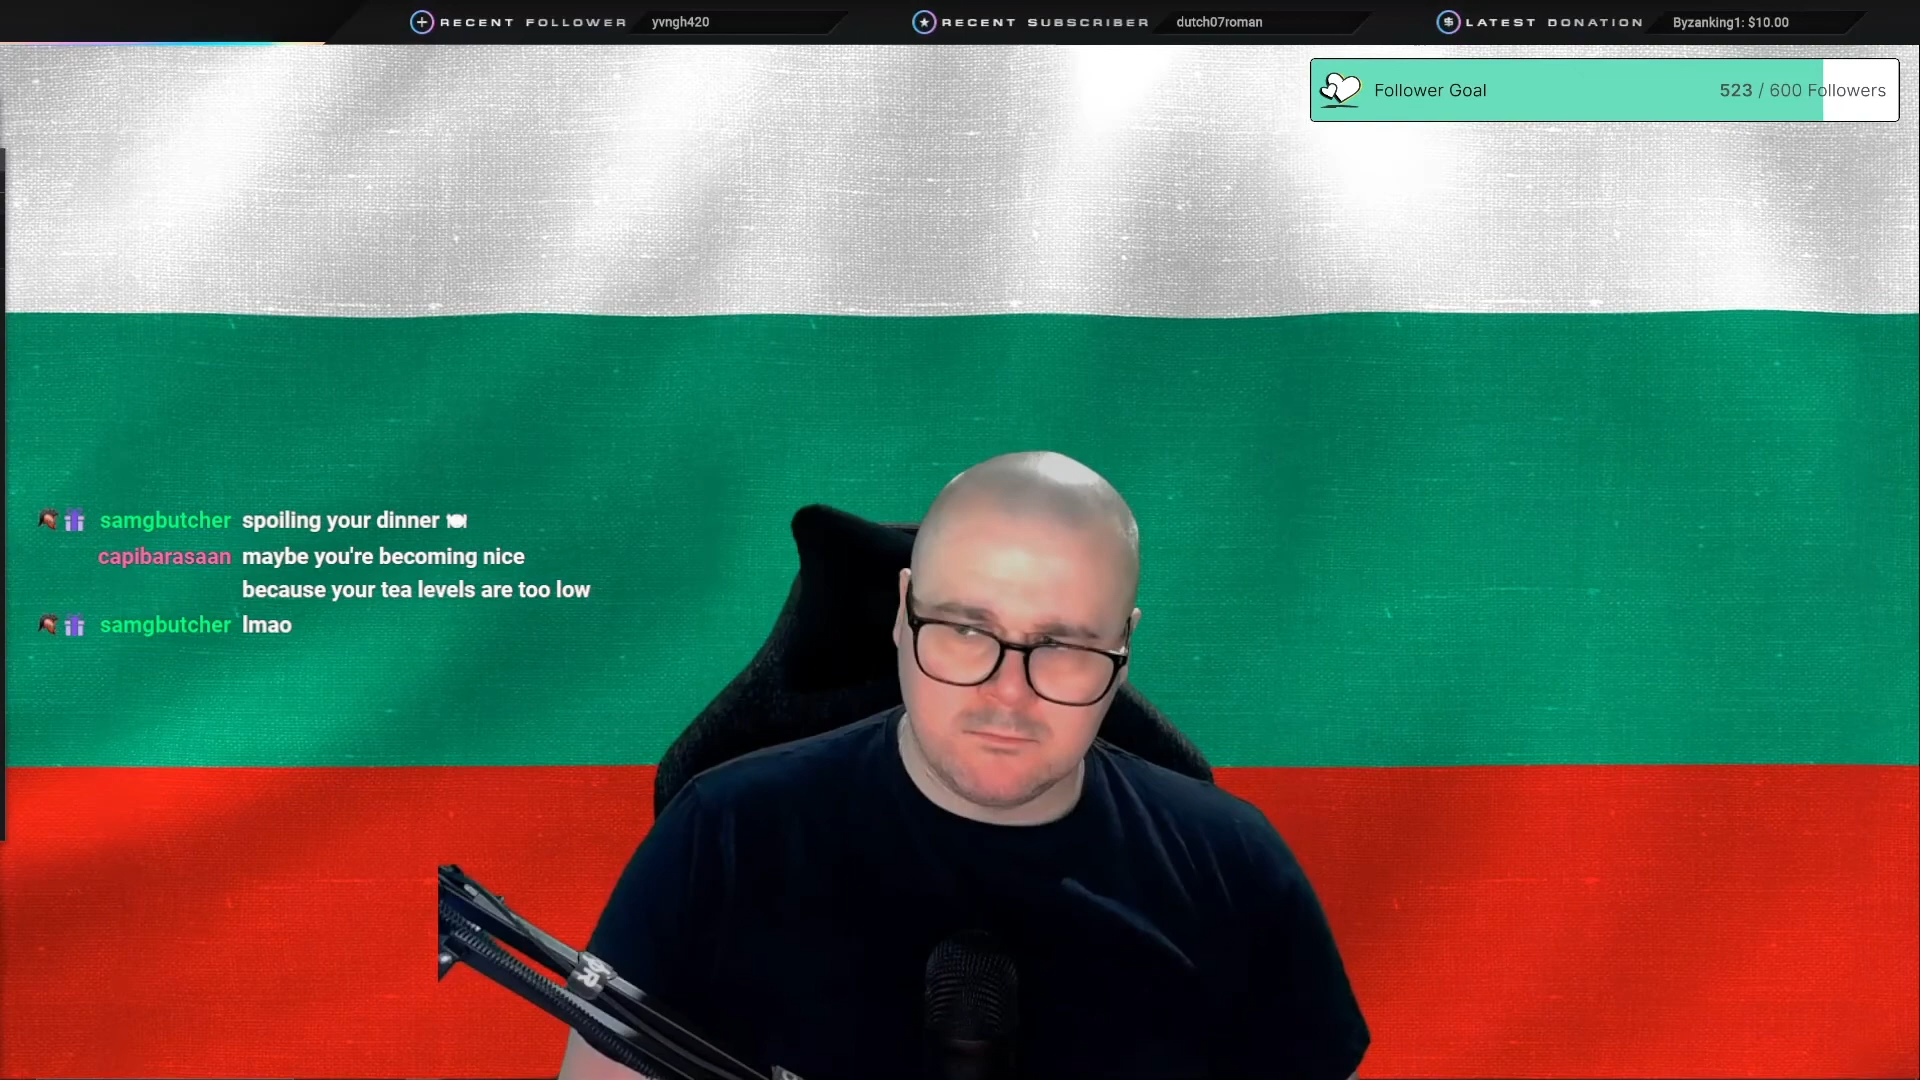 RECENT FOLLOWER yvngh420
RECENT SUBSCRIBER dutch07roman
LATEST DONATION Byzanking1: $10.00
Follower Goal 523 / 600 Followers
samgbutcher spoiling your dinner 🍽
capibarasaan maybe you're becoming nice
because your tea levels are too low
samgbutcher lmao